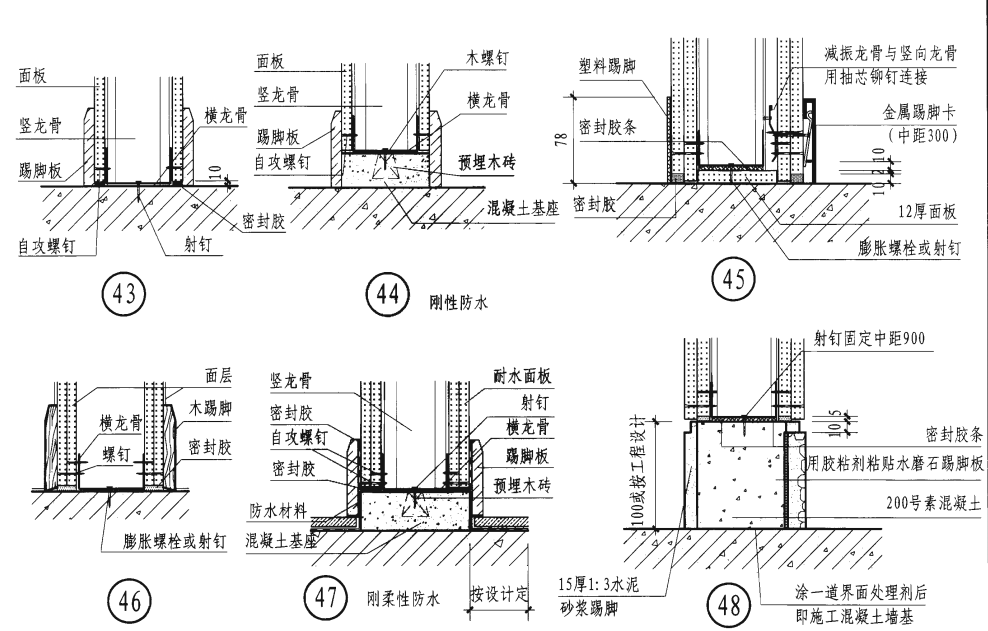 面板
竖龙骨
踢脚板
自攻螺钉
横龙骨
10
密封胶
射钉
43
面板
竖龙骨
踢脚板
自攻螺钉
木螺钉
横龙骨
预埋木砖
混凝土基座
44 刚性防水
塑料踢脚
78
密封胶条
密封胶
减振龙骨与竖向龙骨
用抽芯铆钉连接
金属踢脚卡
(中距300)
10
2
10
12厚面板
膨胀螺栓或射钉
45
面层
木踢脚
横龙骨
螺钉
密封胶
膨胀螺栓或射钉
46
竖龙骨
密封胶
自攻螺钉
密封胶
防水材料
混凝土基座
耐水面板
射钉
横龙骨
踢脚板
预埋木砖
47 刚柔性防水
按设计定
射钉固定中距900
5
10
100或按工程设计
密封胶条
用胶粘剂粘贴水磨石踢脚板
200号素混凝土
15厚1:3水泥
砂浆踢脚
48
涂一道界面处理剂后
即施工混凝土墙基